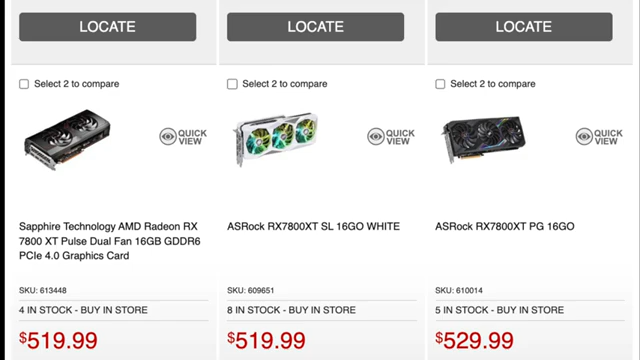 LOCATE
LOCATE
LOCATE
Select 2 to compare
Select 2 to compare
Select 2 to compare
QUICK
VIEW
QUICK
VIEW
QUICK
VIEW
Sapphire Technology AMD Radeon RX
7800 XT Pulse Dual Fan 16GB GDDR6
PCIe 4.0 Graphics Card
ASRock RX7800XT SL 16GO WHITE
ASRock RX7800XT PG 16GO
SKU: 613448
SKU: 609651
SKU: 610014
4 IN STOCK - BUY IN STORE
8 IN STOCK - BUY IN STORE
5 IN STOCK - BUY IN STORE
$519.99
$519.99
$529.99